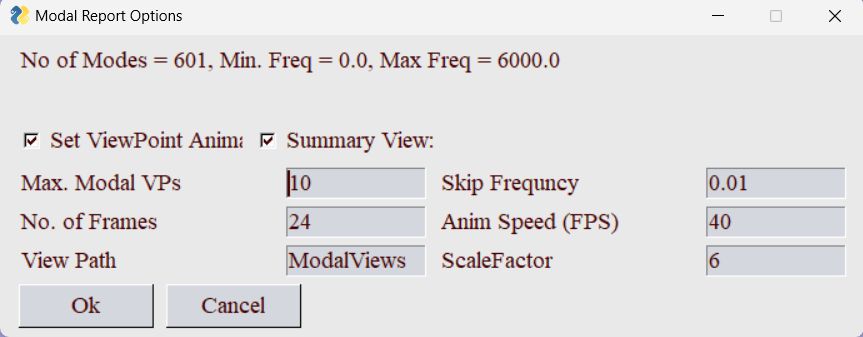 Modal Report Options
No of Modes = 601, Min. Freq = 0.0, Max Freq = 6000.0
Set ViewPoint Anima Summary View:
Max. Modal VPs 10 Skip Frequncy 0.01
No. of Frames 24 Anim Speed (FPS) 40
View Path ModalViews ScaleFactor 6
Ok Cancel